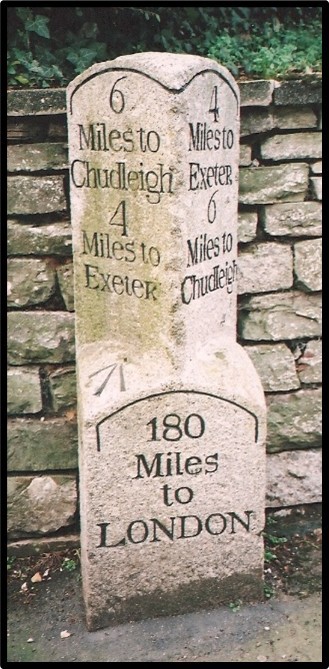 6
Miles to
Chudleigh
4
Miles to
Exeter
4
Miles to
Exeter
6
Miles to
Chudleigh
180
Miles
to
LONDON